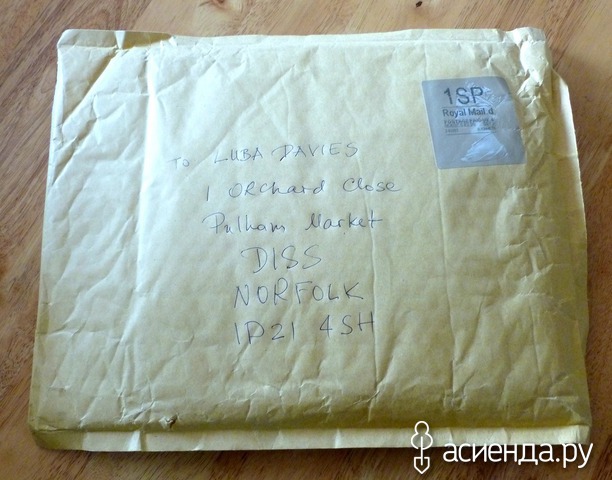 1SP
Royal Mail d.
To LUBA DAVIES
1 ORchard Close
Pulham Market
DISS
NORFOLK
IP21 4SH
асиенда.ру